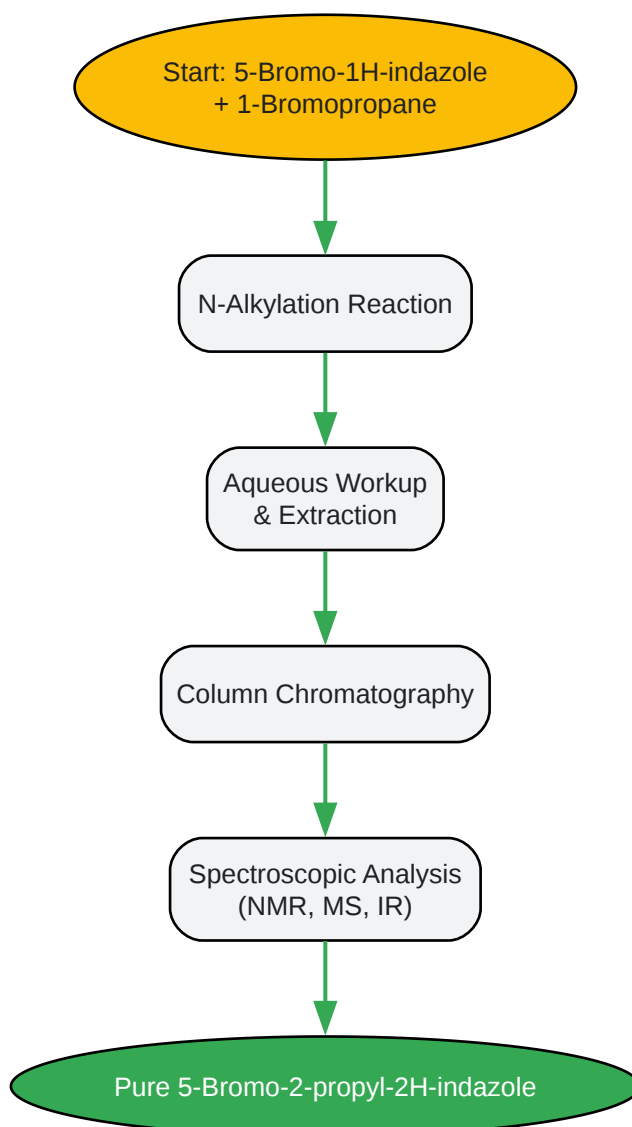 Start: 5-Bromo-1H-indazole
+ 1-Bromopropane
N-Alkylation Reaction
Aqueous Workup
& Extraction
Column Chromatography
Spectroscopic Analysis
(NMR, MS, IR)
Pure 5-Bromo-2-propyl-2H-indazole